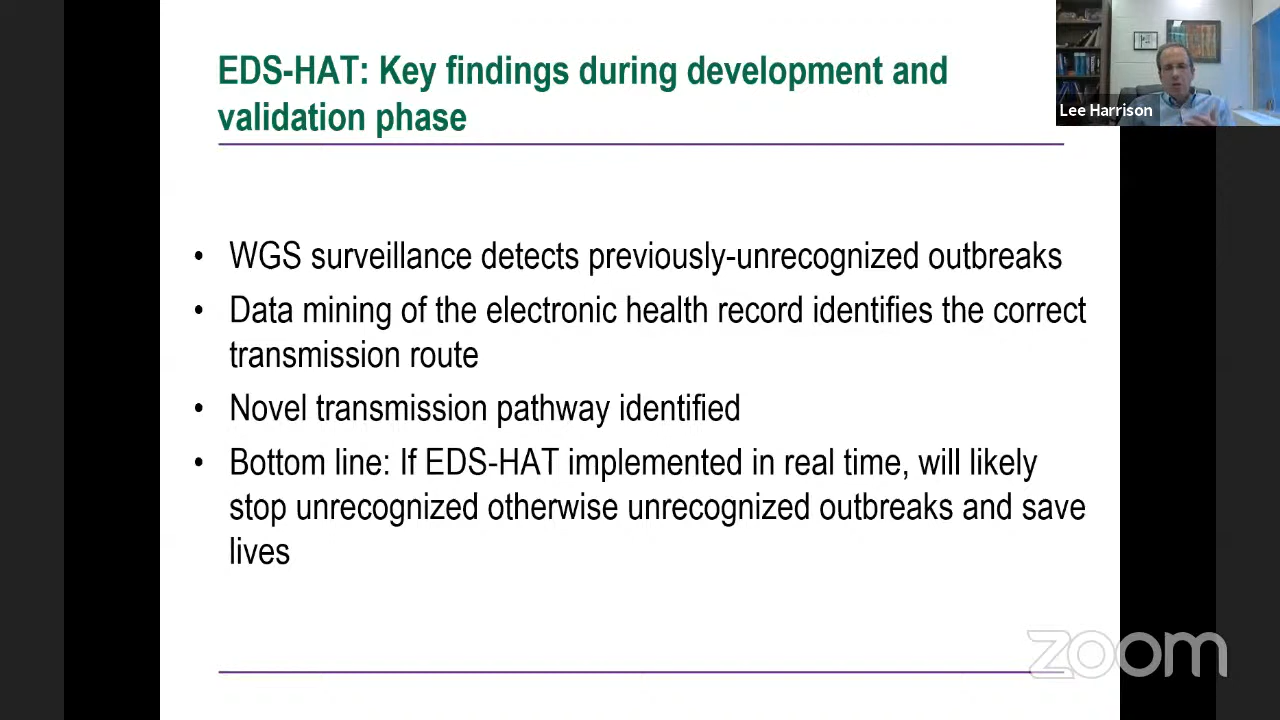 EDS-HAT: Key findings during development and
validation phase
Lee Harrison
• WGS surveillance detects previously-unrecognized outbreaks
• Data mining of the electronic health record identifies the correct
transmission route
• Novel transmission pathway identified
• Bottom line: If EDS-HAT implemented in real time, will likely
stop unrecognized otherwise unrecognized outbreaks and save
lives
zoom